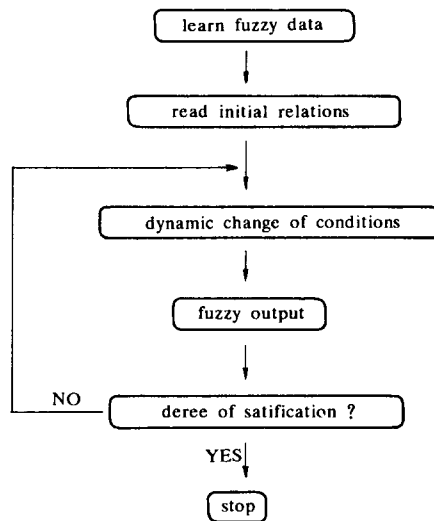 learn fuzzy data
read initial relations
dynamic change of conditions
fuzzy output
NO
deree of satification ?
YES
stop